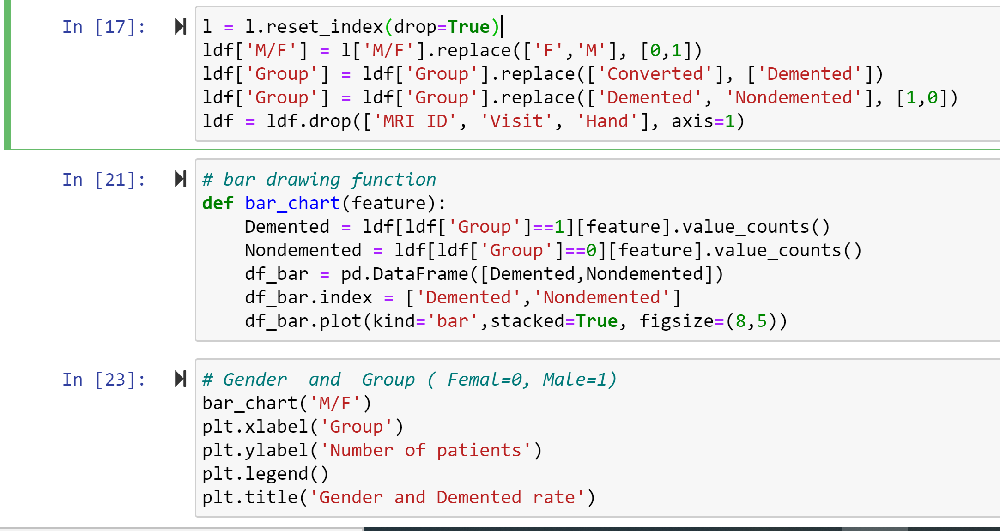 In [17]:
l = l.reset_index(drop=True)
ldf['M/F'] = l['M/F'].replace(['F','M'], [0,1])
ldf['Group'] = ldf['Group'].replace(['Converted'], ['Demented'])
ldf['Group'] = ldf['Group'].replace(['Demented', 'Nondemented'], [1,0])
ldf = ldf.drop(['MRI ID', 'Visit', 'Hand'], axis=1)
In [21]:
# bar drawing function
def bar_chart(feature):
    Demented = ldf[ldf['Group']==1][feature].value_counts()
    Nondemented = ldf[ldf['Group']==0][feature].value_counts()
    df_bar = pd.DataFrame([Demented,Nondemented])
    df_bar.index = ['Demented','Nondemented']
    df_bar.plot(kind='bar',stacked=True, figsize=(8,5))
In [23]:
# Gender  and  Group ( Femal=0, Male=1)
bar_chart('M/F')
plt.xlabel('Group')
plt.ylabel('Number of patients')
plt.legend()
plt.title('Gender and Demented rate')